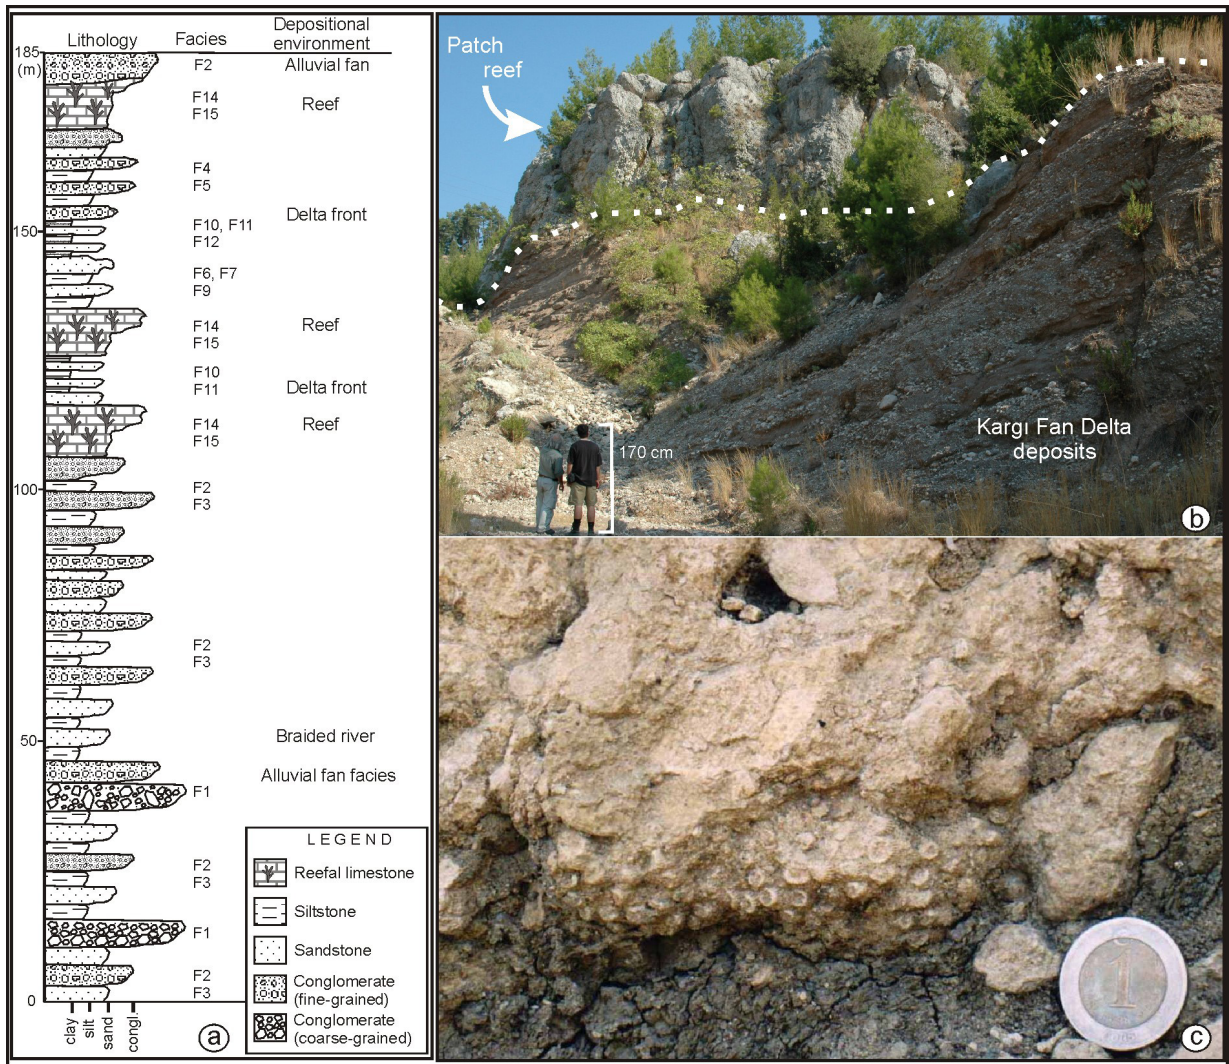 Lithology
Facies
Depositional
environment
185
(m)
F2
Alluvial fan
F14
F15
Reef
F4
F5
Delta front
150
F10, F11
F12
F6, F7
F9
F14
F15
Reef
F10
F11
Delta front
F14
F15
Reef
100
F2
F3
F2
F3
50
Braided river
Alluvial fan facies
F1
F2
F3
F1
F2
F3
0
clay
silt
sand
congl.
LEGEND
Reefal limestone
Siltstone
Sandstone
Conglomerate
(fine-grained)
Conglomerate
(coarse-grained)
a
Patch
reef
170 cm
Kargı Fan Delta
deposits
b
1
c